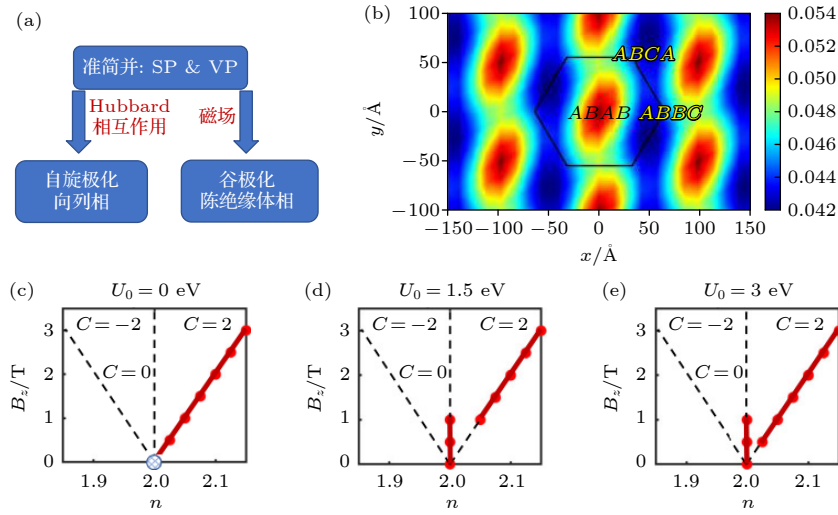 (a)
准简并: SP & VP
Hubbard
相互作用
磁场
自旋极化
向列相
谷极化
陈绝缘体相
(b)
100
50
0
−50
−100
y/Å
−150
−100
−50
0
50
100
150
x/Å
ABCA
ABAB
ABBC
0.054
0.052
0.050
0.048
0.046
0.044
0.042
(c)
U0 = 0 eV
C = −2
C = 2
C = 0
3
2
1
0
Bz/T
1.9
2.0
2.1
n
(d)
U0 = 1.5 eV
C = −2
C = 2
C = 0
3
2
1
0
Bz/T
1.9
2.0
2.1
n
(e)
U0 = 3 eV
C = −2
C = 2
C = 0
3
2
1
0
Bz/T
1.9
2.0
2.1
n